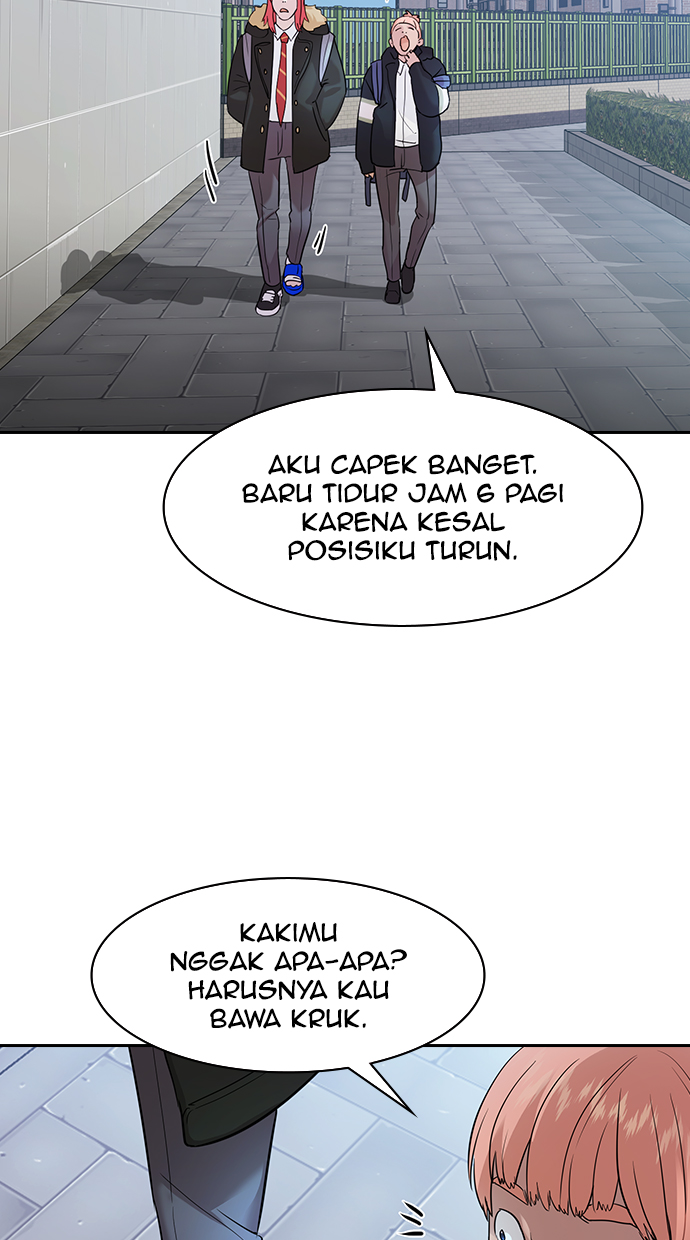 AKU CAPEK BANGET.
BARU TIDUR JAM 6 PAGI
KARENA KESAL
POSISIKU TURUN.
KAKIMU
NGGAK APA-APA?
HARUSNYA KAU
BAWA KRUK.